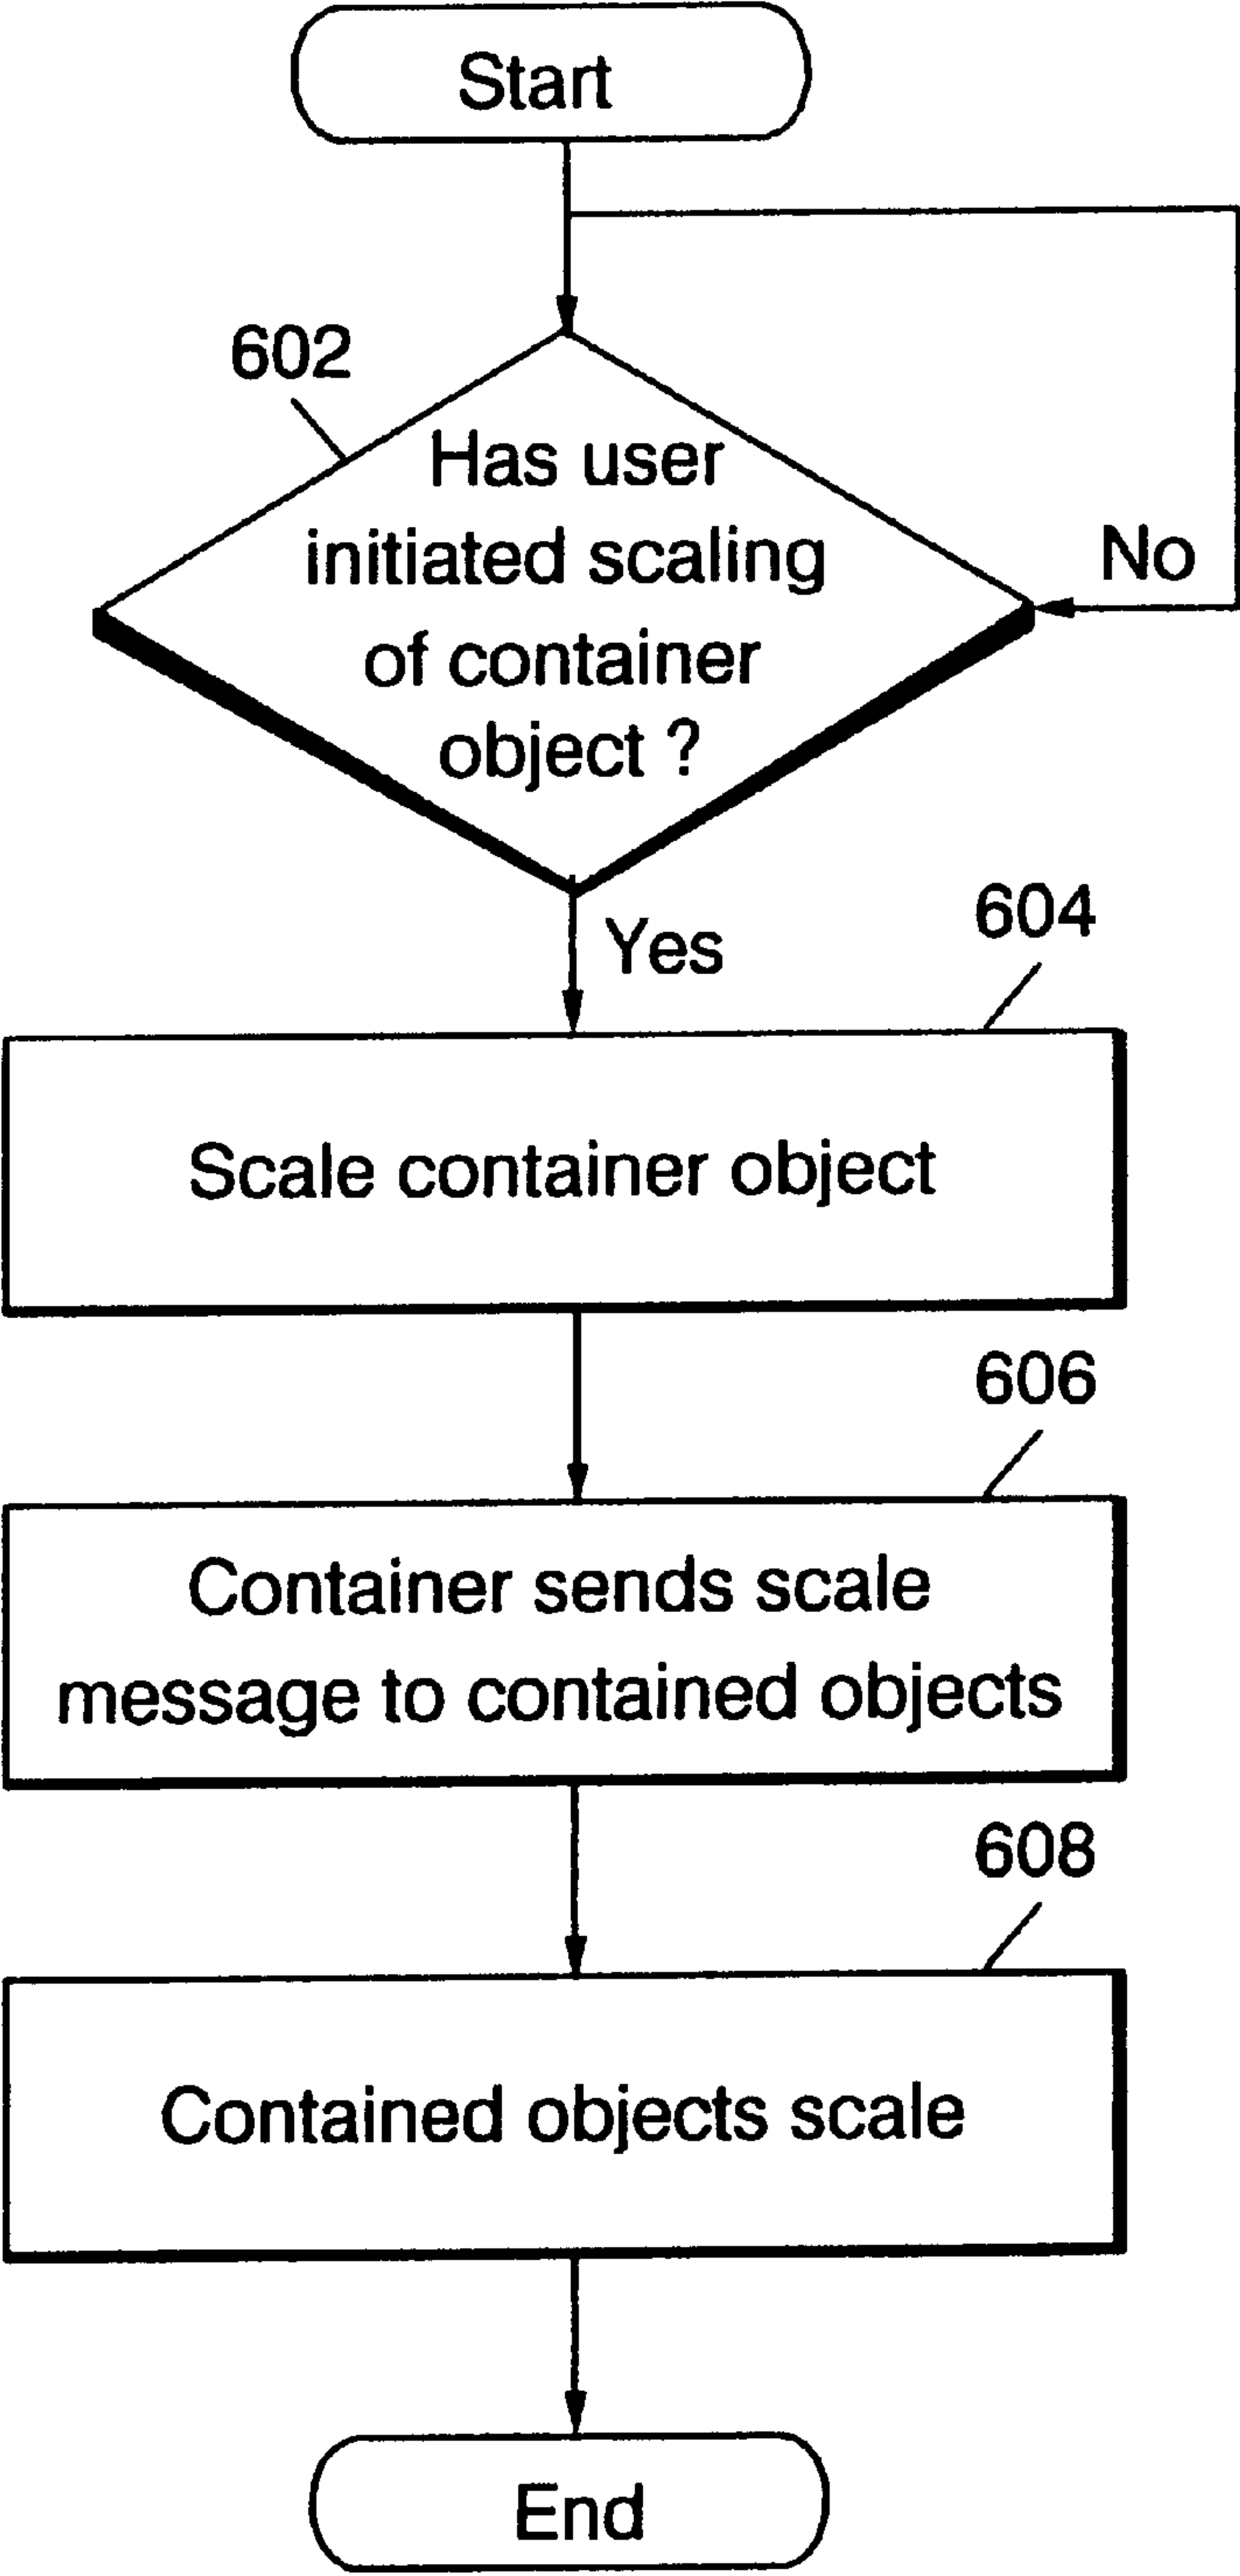 Start
602
Has user
initiated scaling
of container
object ?
No
Yes
604
Scale container object
606
Container sends scale
message to contained objects
608
Contained objects scale
End